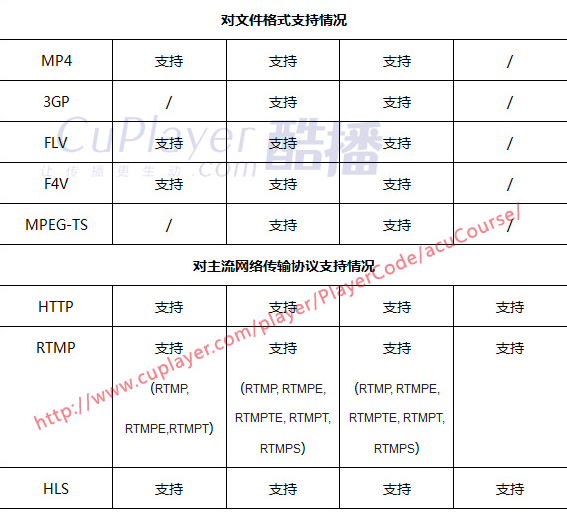 对文件格式支持情况
MP4 支持 支持 支持 /
3GP / 支持 支持 /
CuPlayer 酷播
.com
让传播更生动
FLV 支持 支持 支持 /
F4V 支持 支持 支持 /
MPEG-TS / 支持 支持 /
对主流网络传输协议支持情况
HTTP 支持 支持 支持 支持
RTMP 支持 支持 支持 支持
(RTMP, (RTMP, RTMPE, (RTMP, RTMPE,
RTMPE,RTMPT) RTMPTE, RTMPT, RTMPTE, RTMPT,
RTMPS) RTMPS)
http://www.cuplayer.com/player/PlayerCode/acuCourse/
HLS 支持 支持 支持 支持